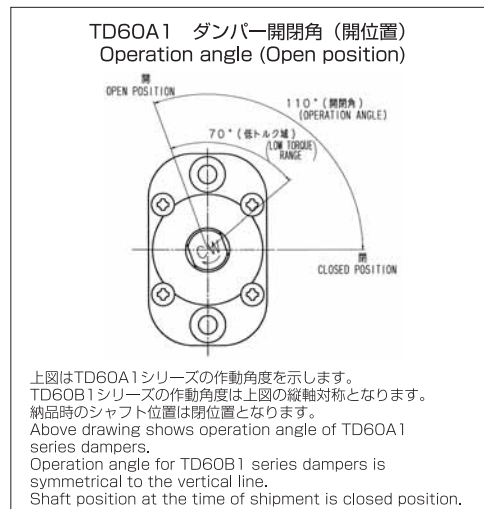 TD60A1　ダンパー開閉角（開位置）
Operation angle (Open position)
開
OPEN POSITION
110°(開閉角)
(OPERATION ANGLE)
70°(低トルク域)
(LOW TORQUE
RANGE)
CW
閉
CLOSED POSITION
上図はTD60A1シリーズの作動角度を示します。
TD60B1シリーズの作動角度は上図の縦軸対称となります。
納品時のシャフト位置は閉位置となります。
Above drawing shows operation angle of TD60A1
series dampers.
Operation angle for TD60B1 series dampers is
symmetrical to the vertical line.
Shaft position at the time of shipment is closed position.